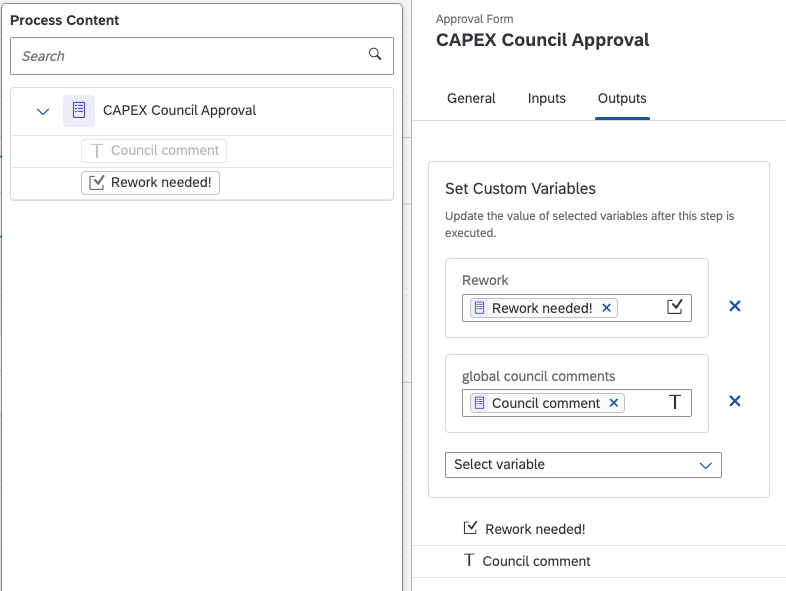 Process Content
Search
CAPEX Council Approval
T Council comment
Rework needed!
Approval Form
CAPEX Council Approval
General Inputs Outputs
Set Custom Variables
Update the value of selected variables after this step is
executed.
Rework
Rework needed!
global council comments
Council comment T
Select variable
Rework needed!
T Council comment